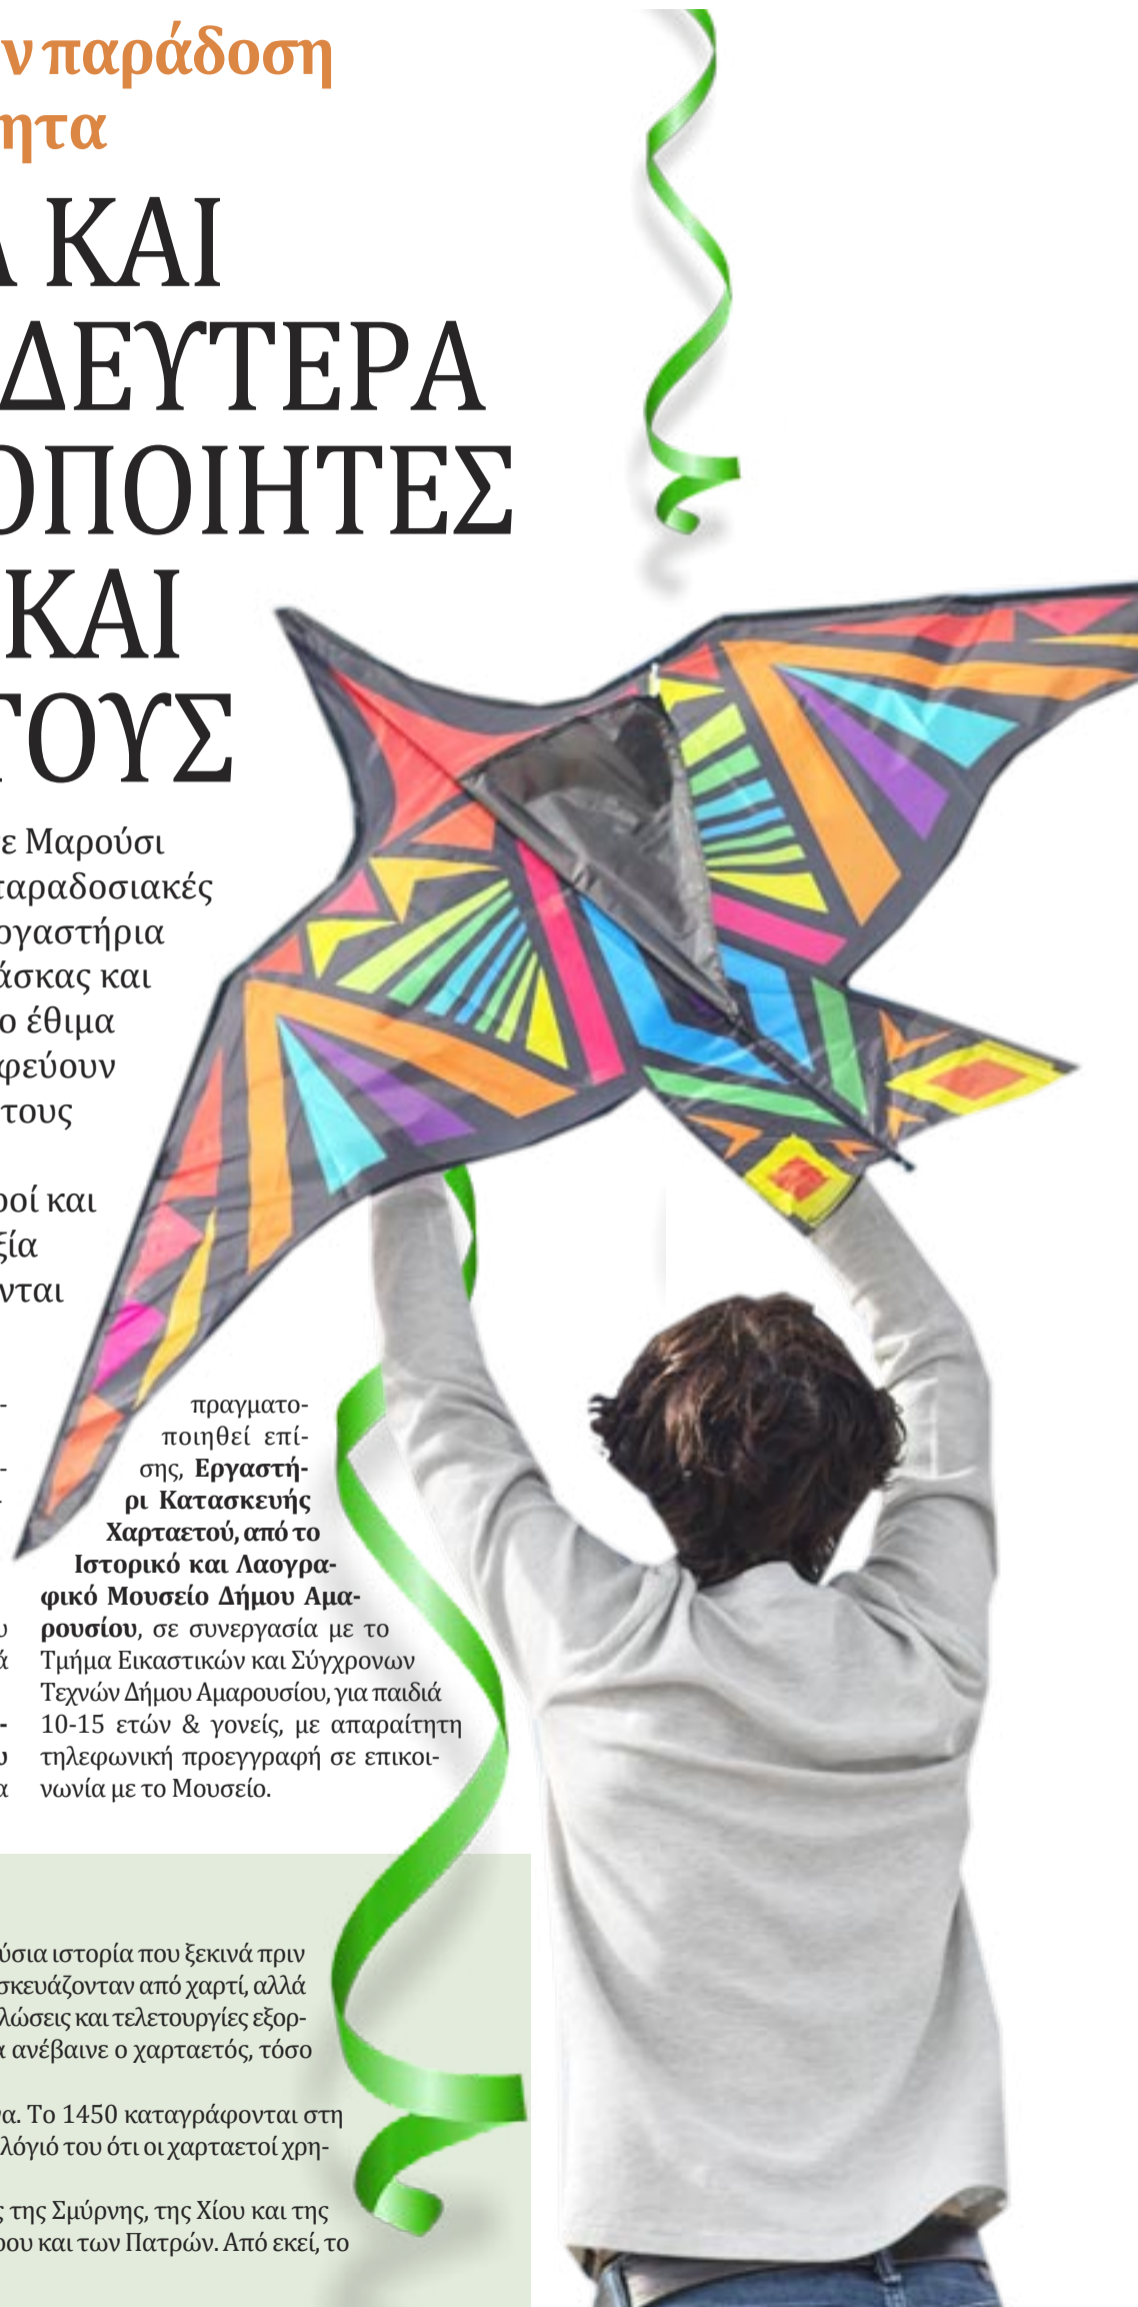 ν παράδοση
ητα
Α ΚΑΙ
ΔΕΥΤΕΡΑ
ΟΠΟΙΗΤΕΣ
ΚΑΙ
ΤΟΥΣ
ε Μαρούσι
παραδοσιακές
ργαστήρια
άσκας και
ο έθιμα
φεύουν
τους
ροί και
ξία
νται
πραγματο-
ποιηθεί επί-
σης, Εργαστή-
ρι Κατασκευής
Χαρταετού, από το
Ιστορικό και Λαογρα-
φικό Μουσείο Δήμου Αμα-
ρουσίου, σε συνεργασία με το
Τμήμα Εικαστικών και Σύγχρονων
Τεχνών Δήμου Αμαρουσίου, για παιδιά
10-15 ετών & γονείς, με απαραίτητη
τηλεφωνική προεγγραφή σε επικοι-
νωνία με το Μουσείο.
ύσια ιστορία που ξεκινά πριν
σκευάζονταν από χαρτί, αλλά
λώσεις και τελετουργίες εξορ-
α ανέβαινε ο χαρταετός, τόσο
να. Το 1450 καταγράφονται στη
λόγιό του ότι οι χαρταετοί χρη-
ς της Σμύρνης, της Χίου και της
ρου και των Πατρών. Από εκεί, το